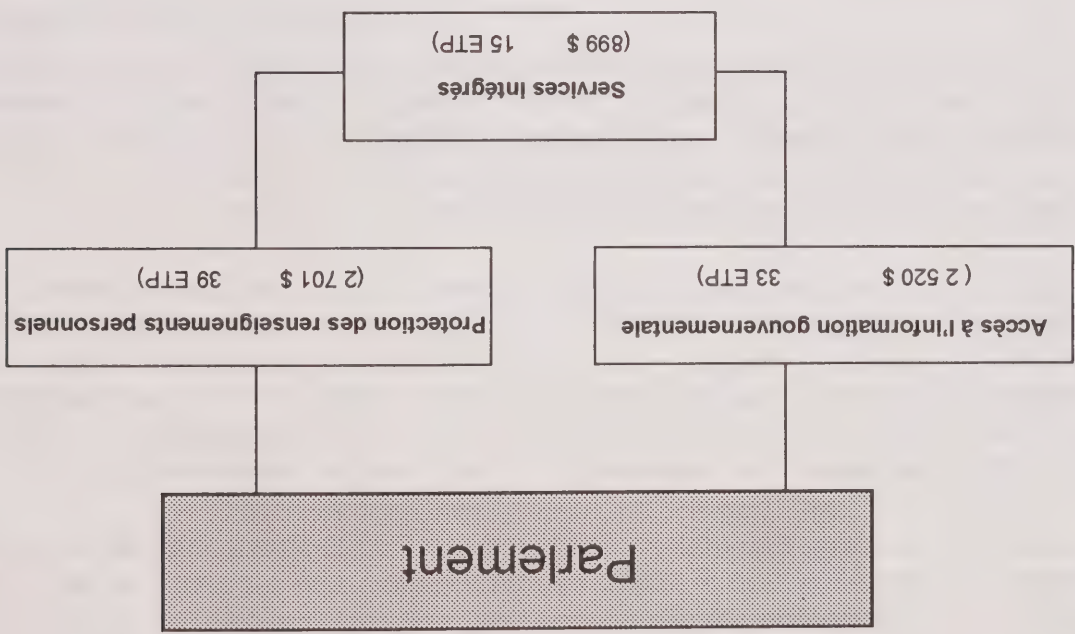 Parlement
Accès à l'information gouvernementale
( 2 520 $ 33 ETP)
Protection des renseignements personnels
(2 701 $ 39 ETP)
Services intégrés
(899 $ 15 ETP)